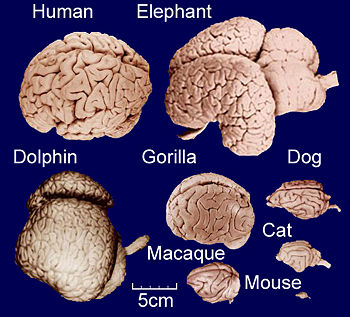 Human Elephant
Dolphin Gorilla Dog
Cat
Macaque
Mouse
5cm